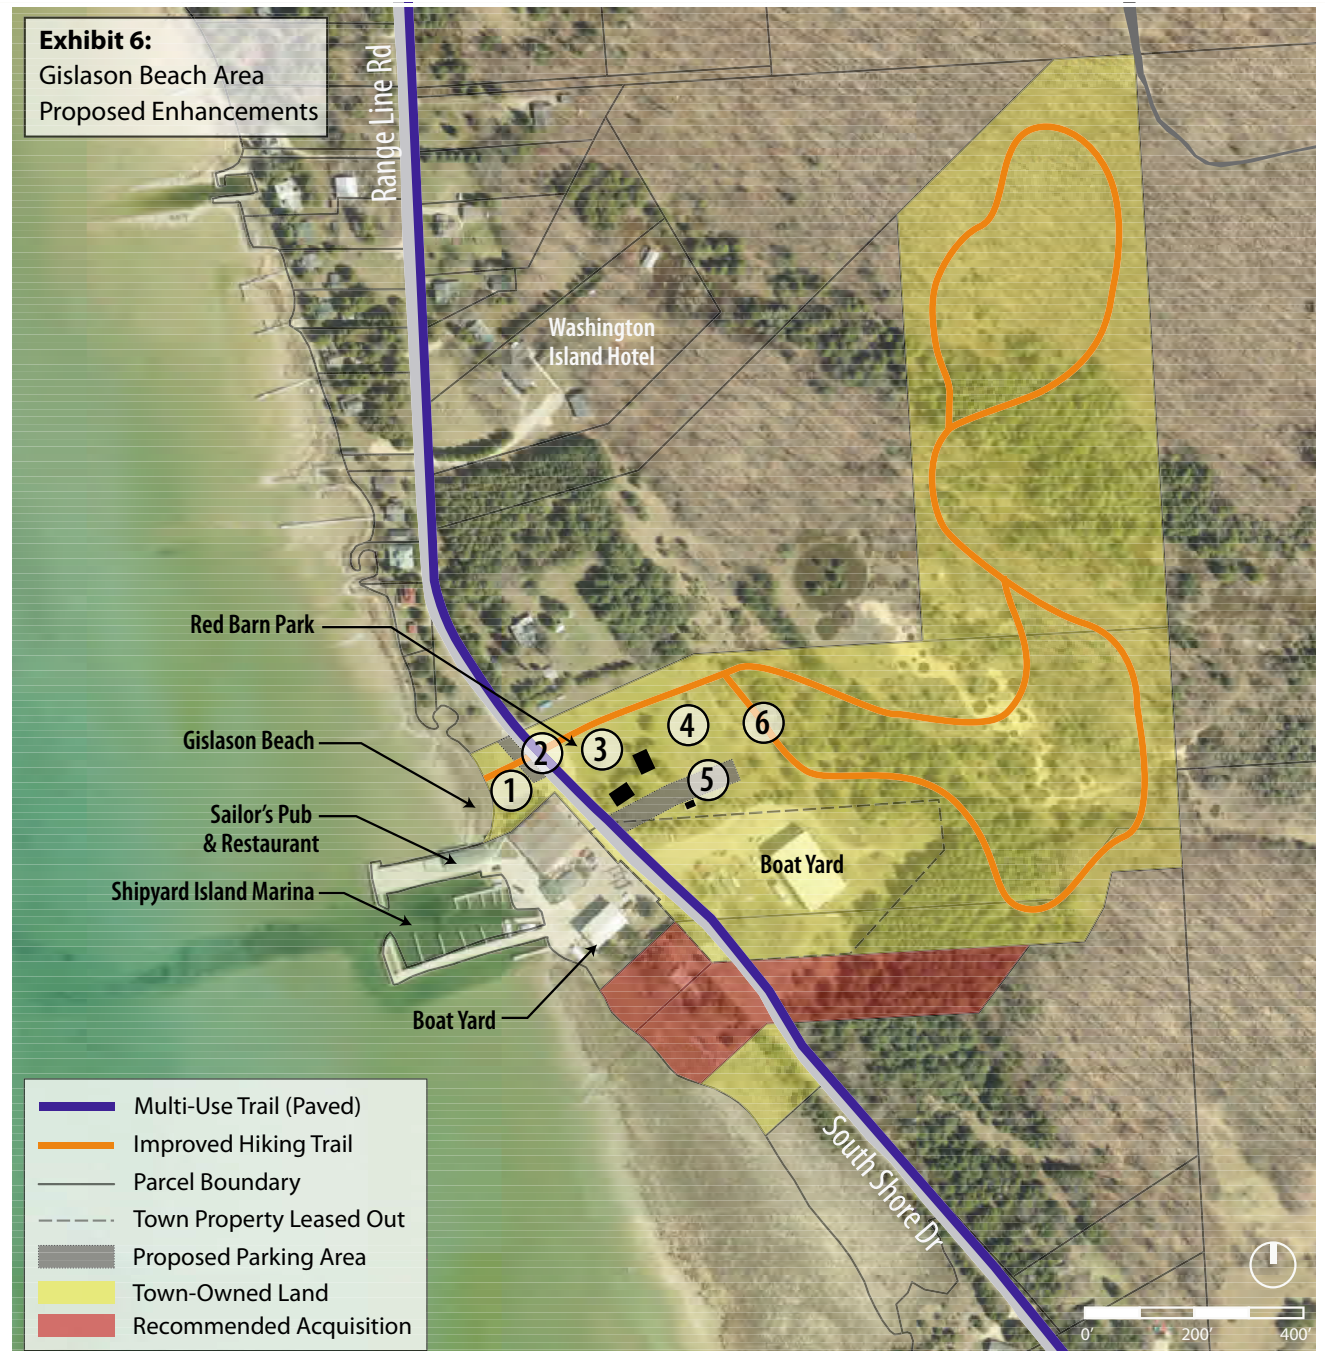 Exhibit 6:
Gislason Beach Area
Proposed Enhancements
Range Line Rd
Washington
Island Hotel
Red Barn Park
Gislason Beach
Sailor's Pub
& Restaurant
Shipyard Island Marina
Boat Yard
1
2
3
4
5
6
Boat Yard
South Shore Dr
Multi-Use Trail (Paved)
Improved Hiking Trail
Parcel Boundary
Town Property Leased Out
Proposed Parking Area
Town-Owned Land
Recommended Acquisition
0' 200' 400'